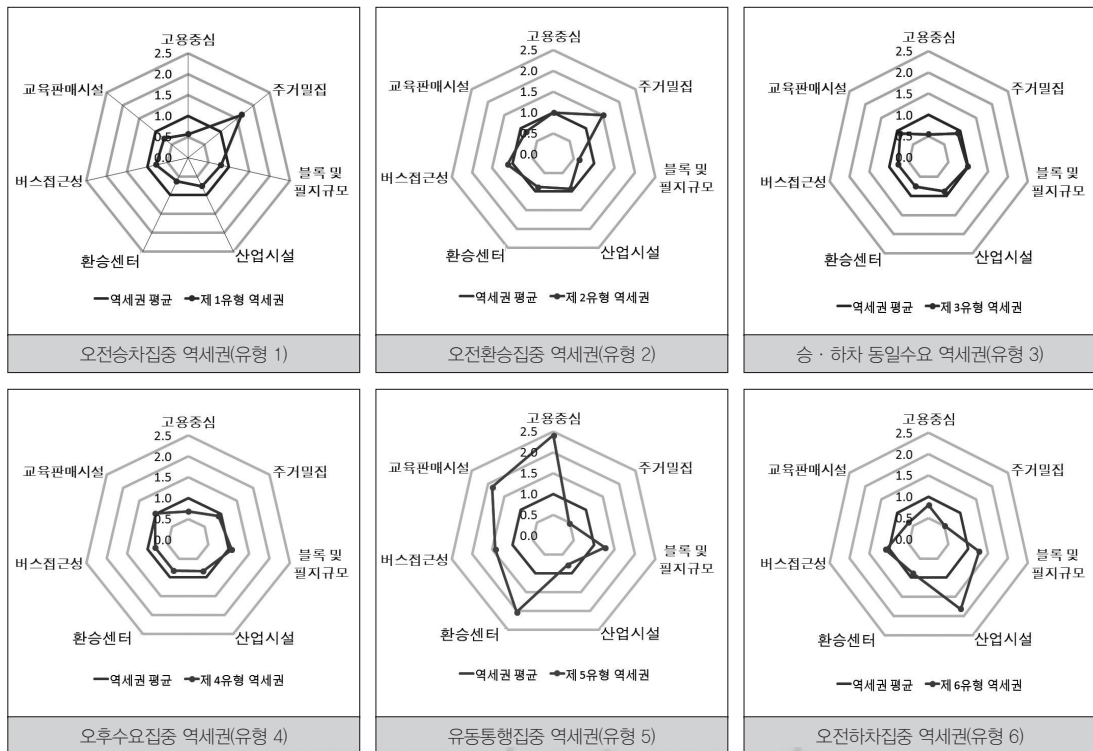 고용중심
2.5
2.0
1.5
1.0
0.5
0.0
주거밀집
블록 및
필지규모
산업시설
환승센터
버스접근성
교육판매시설
역세권 평균 제1유형 역세권
오전승차집중 역세권(유형 1)
고용중심
2.5
2.0
1.5
1.0
0.5
0.0
주거밀집
블록 및
필지규모
산업시설
환승센터
버스접근성
교육판매시설
역세권 평균 제2유형 역세권
오전환승집중 역세권(유형 2)
고용중심
2.5
2.0
1.5
1.0
0.5
0.0
주거밀집
블록 및
필지규모
산업시설
환승센터
버스접근성
교육판매시설
역세권 평균 제3유형 역세권
승 · 하차 동일수요 역세권(유형 3)
고용중심
2.5
2.0
1.5
1.0
0.5
0.0
주거밀집
블록 및
필지규모
산업시설
환승센터
버스접근성
교육판매시설
역세권 평균 제4유형 역세권
오후수요집중 역세권(유형 4)
고용중심
2.5
2.0
1.5
1.0
0.5
0.0
주거밀집
블록 및
필지규모
산업시설
환승센터
버스접근성
교육판매시설
역세권 평균 제5유형 역세권
유동통행집중 역세권(유형 5)
고용중심
2.5
2.0
1.5
1.0
0.5
0.0
주거밀집
블록 및
필지규모
산업시설
환승센터
버스접근성
교육판매시설
역세권 평균 제6유형 역세권
오전하차집중 역세권(유형 6)